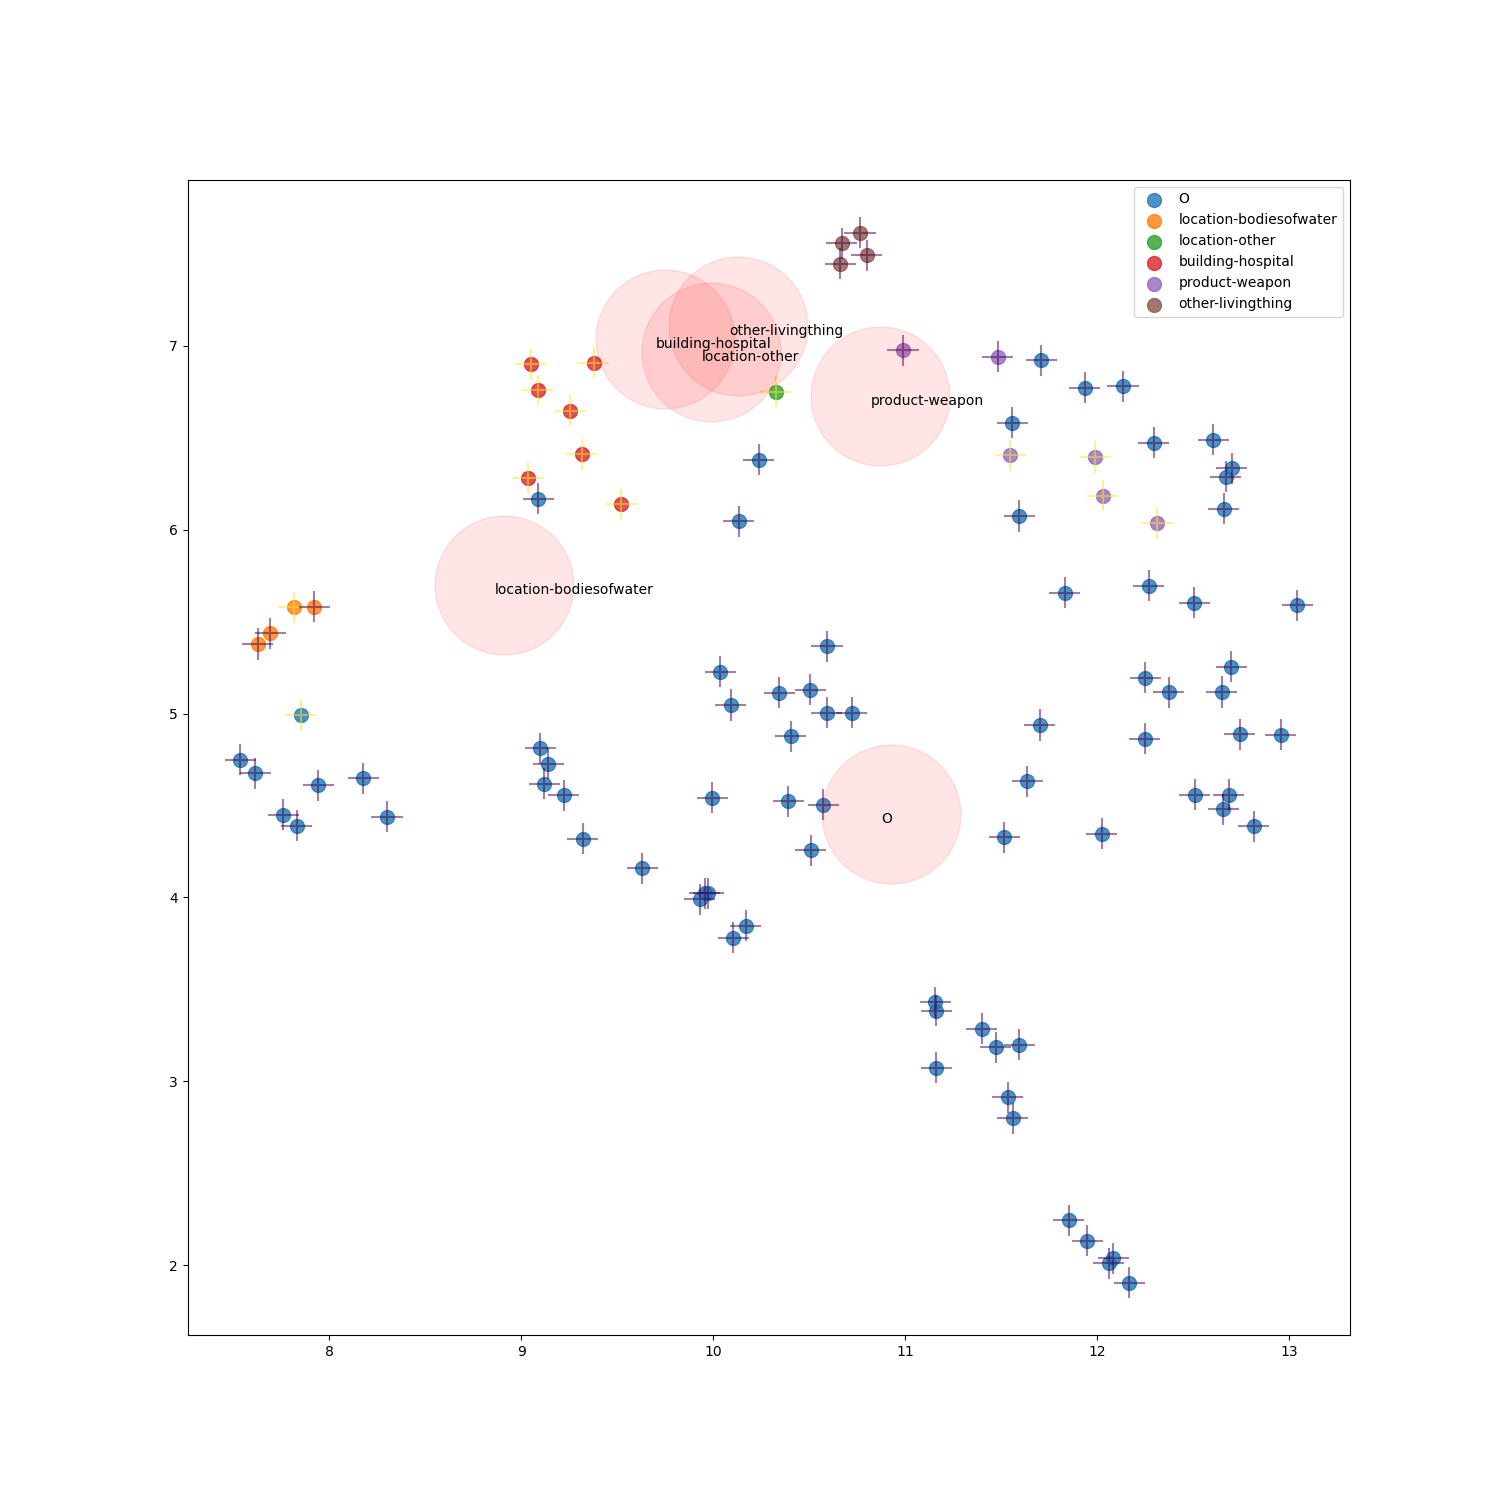 O
location-bodiesofwater
location-other
building-hospital
product-weapon
other-livingthing
other-livingthing
building-hospital
location-other
product-weapon
location-bodiesofwater
O
7
6
5
4
3
2
8 9 10 11 12 13